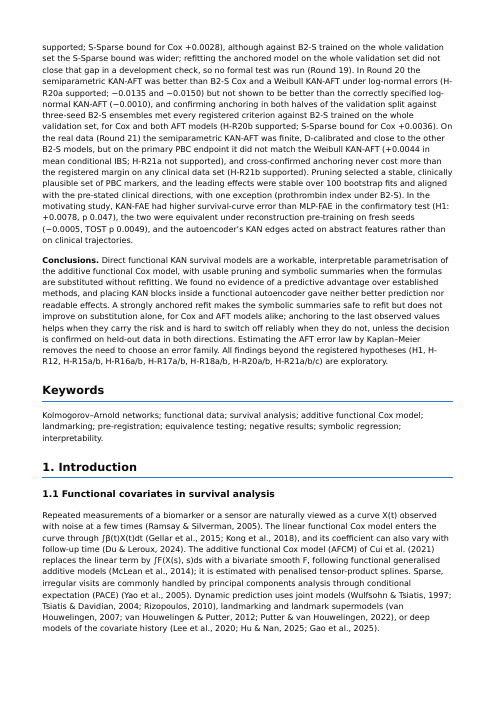 supported; S-Sparse bound for Cox +0.0028), although against B2-S trained on the whole validation
set the S-Sparse bound was wider; refitting the anchored model on the whole validation set did not
close that gap in a development check, so no formal test was run (Round 19). In Round 20 the
semiparametric KAN-AFT was better than B2-S Cox and a Weibull KAN-AFT under log-normal errors (H-
R20a supported; −0.0135 and −0.0150) but not shown to be better than the correctly specified log-
normal KAN-AFT (−0.0010), and confirming anchoring in both halves of the validation split against
three-seed B2-S ensembles met every registered criterion against B2-S trained on the whole
validation set, for Cox and both AFT models (H-R20b supported; S-Sparse bound for Cox +0.0036). On
the real data (Round 21) the semiparametric KAN-AFT was finite, D-calibrated and close to the other
B2-S models, but on the primary PBC endpoint it did not match the Weibull KAN-AFT (+0.0044 in
mean conditional IBS; H-R21a not supported), and cross-confirmed anchoring never cost more than
the registered margin on any clinical data set (H-R21b supported). Pruning selected a stable, clinically
plausible set of PBC markers, and the leading effects were stable over 100 bootstrap fits and aligned
with the pre-stated clinical directions, with one exception (prothrombin index under B2-S). In the
motivating study, KAN-FAE had higher survival-curve error than MLP-FAE in the confirmatory test (H1:
+0.0078, p 0.047), the two were equivalent under reconstruction pre-training on fresh seeds
(−0.0005, TOST p 0.0049), and the autoencoder’s KAN edges acted on abstract features rather than
on clinical trajectories.
Conclusions. Direct functional KAN survival models are a workable, interpretable parametrisation of
the additive functional Cox model, with usable pruning and symbolic summaries when the formulas
are substituted without refitting. We found no evidence of a predictive advantage over established
methods, and placing KAN blocks inside a functional autoencoder gave neither better prediction nor
readable effects. A strongly anchored refit makes the symbolic summaries safe to refit but does not
improve on substitution alone, for Cox and AFT models alike; anchoring to the last observed values
helps when they carry the risk and is hard to switch off reliably when they do not, unless the decision
is confirmed on held-out data in both directions. Estimating the AFT error law by Kaplan–Meier
removes the need to choose an error family. All findings beyond the registered hypotheses (H1, H-
R12, H-R15a/b, H-R16a/b, H-R17a/b, H-R18a/b, H-R20a/b, H-R21a/b/c) are exploratory.
Keywords
Kolmogorov–Arnold networks; functional data; survival analysis; additive functional Cox model;
landmarking; pre-registration; equivalence testing; negative results; symbolic regression;
interpretability.
1. Introduction
1.1 Functional covariates in survival analysis
Repeated measurements of a biomarker or a sensor are naturally viewed as a curve X(t) observed
with noise at a few times (Ramsay & Silverman, 2005). The linear functional Cox model enters the
curve through ∫β(t)X(t)dt (Gellar et al., 2015; Kong et al., 2018), and its coefficient can also vary with
follow-up time (Du & Leroux, 2024). The additive functional Cox model (AFCM) of Cui et al. (2021)
replaces the linear term by ∫F(X(s), s)ds with a bivariate smooth F, following functional generalised
additive models (McLean et al., 2014); it is estimated with penalised tensor-product splines. Sparse,
irregular visits are commonly handled by principal components analysis through conditional
expectation (PACE) (Yao et al., 2005). Dynamic prediction uses joint models (Wulfsohn & Tsiatis, 1997;
Tsiatis & Davidian, 2004; Rizopoulos, 2010), landmarking and landmark supermodels (van
Houwelingen, 2007; van Houwelingen & Putter, 2012; Putter & van Houwelingen, 2022), or deep
models of the covariate history (Lee et al., 2020; Hu & Nan, 2025; Gao et al., 2025).